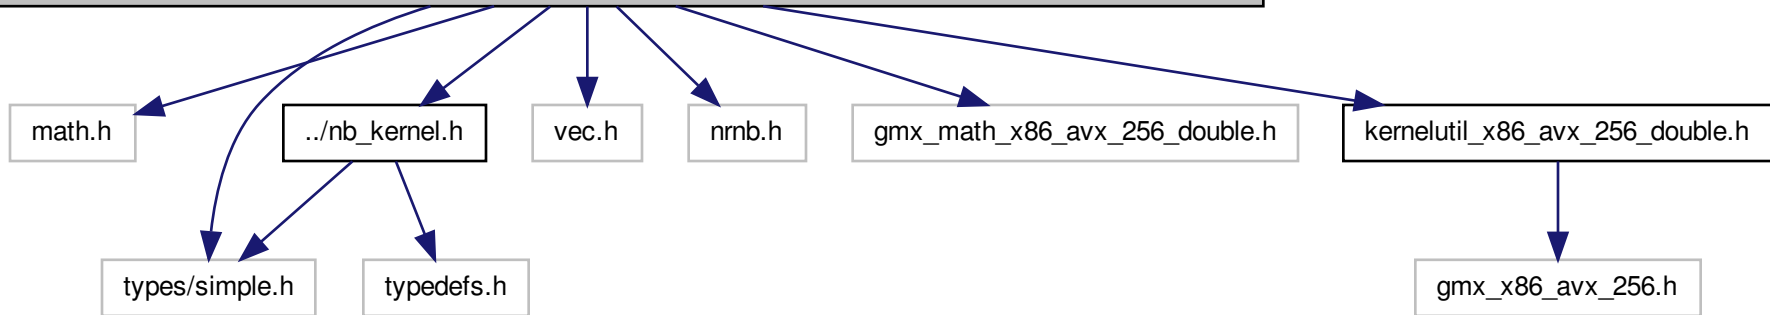 math.h
../nb_kernel.h
vec.h
nrnb.h
gmx_math_x86_avx_256_double.h
kernelutil_x86_avx_256_double.h
types/simple.h
typedefs.h
gmx_x86_avx_256.h